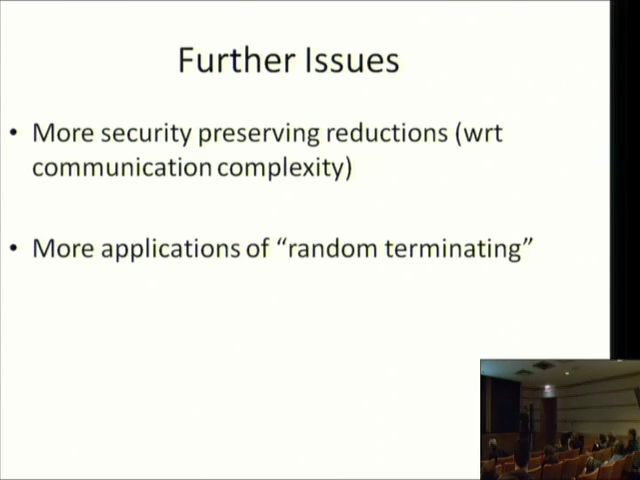 Further Issues
• More security preserving reductions (wrt
communication complexity)
• More applications of “random terminating”